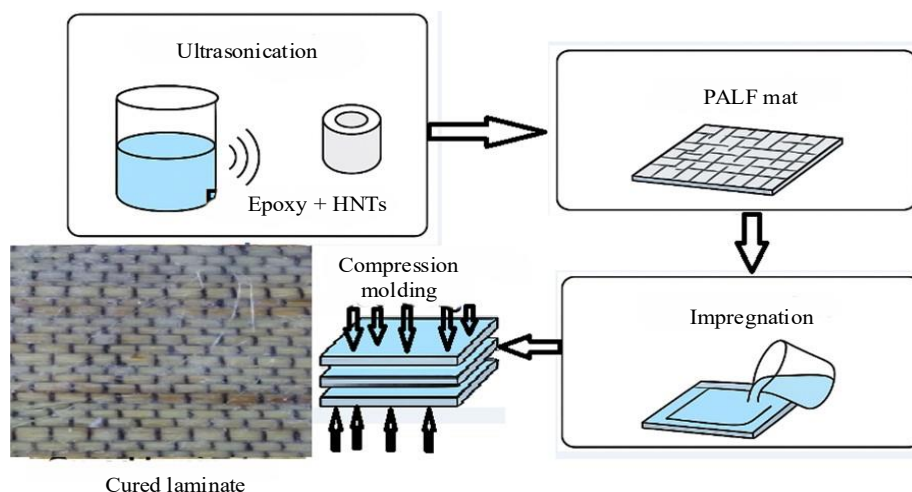 Ultrasonication
Epoxy + HNTs
PALF mat
Impregnation
Compression
molding
Cured laminate